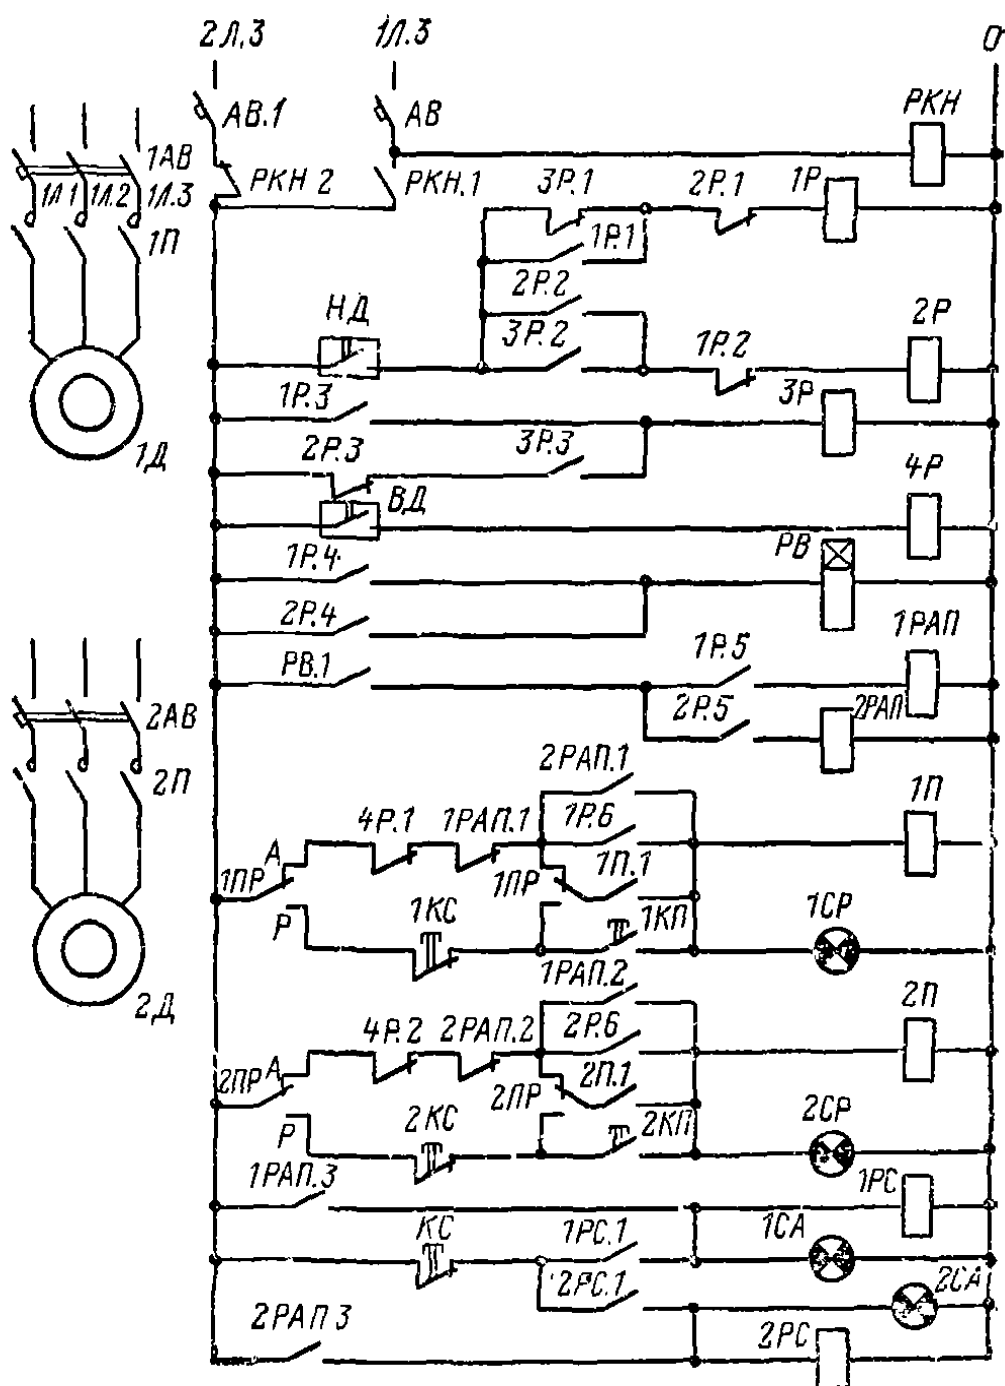 2Л.3 1Л.3 0
АВ.1 АВ РКН
1АВ
1Л1 1Л.2 1Л.3
РКН 2 РКН.1 3Р.1 2Р.1 1Р
1П
1Р.1
2Р.2
НД 3Р.2 1Р.2 2Р
1Р.3 3Р
1Д
2Р.3 3Р.3
ВД 4Р
1Р.4 РВ
2Р.4 1РАП
РВ.1 1Р.5
2АВ 2Р.5 2РАП
2П 2РАП.1
1П
4Р.1 1РАП.1 1Р.6
А
1ПР 1ПР 1П.1
Р 1КС 1КП 1СР
1РАП.2
2Д 2П
4Р.2 2РАП.2 2Р.6
А
2ПР 2ПР 2П.1
Р 2КС 2КП 2СР
1РАП.3 1РС
КС 1РС.1 1СА
2РС.1 2СА
2РАП 3 2РС